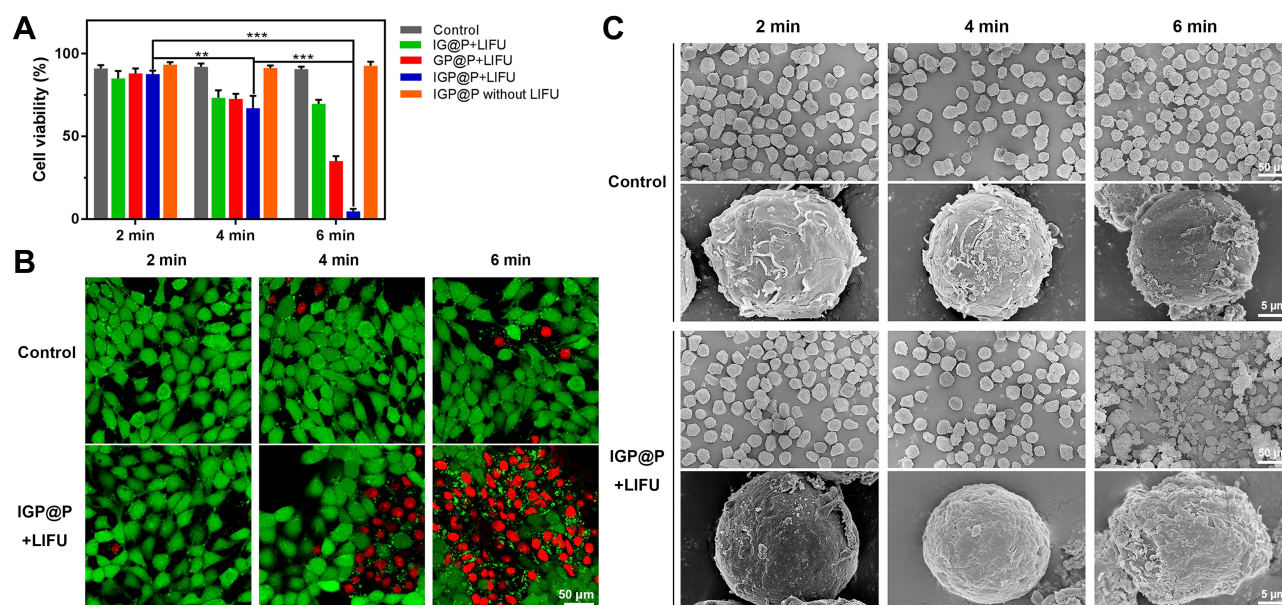 A
Cell viability (%)
100
50
0
***
**
***
2 min
4 min
6 min
Control
IG@P+LIFU
GP@P+LIFU
IGP@P+LIFU
IGP@P without LIFU
B
2 min
4 min
6 min
Control
IGP@P
+LIFU
50 μm
C
2 min
4 min
6 min
Control
50 μm
5 μm
IGP@P
+LIFU
50 μm
5 μm